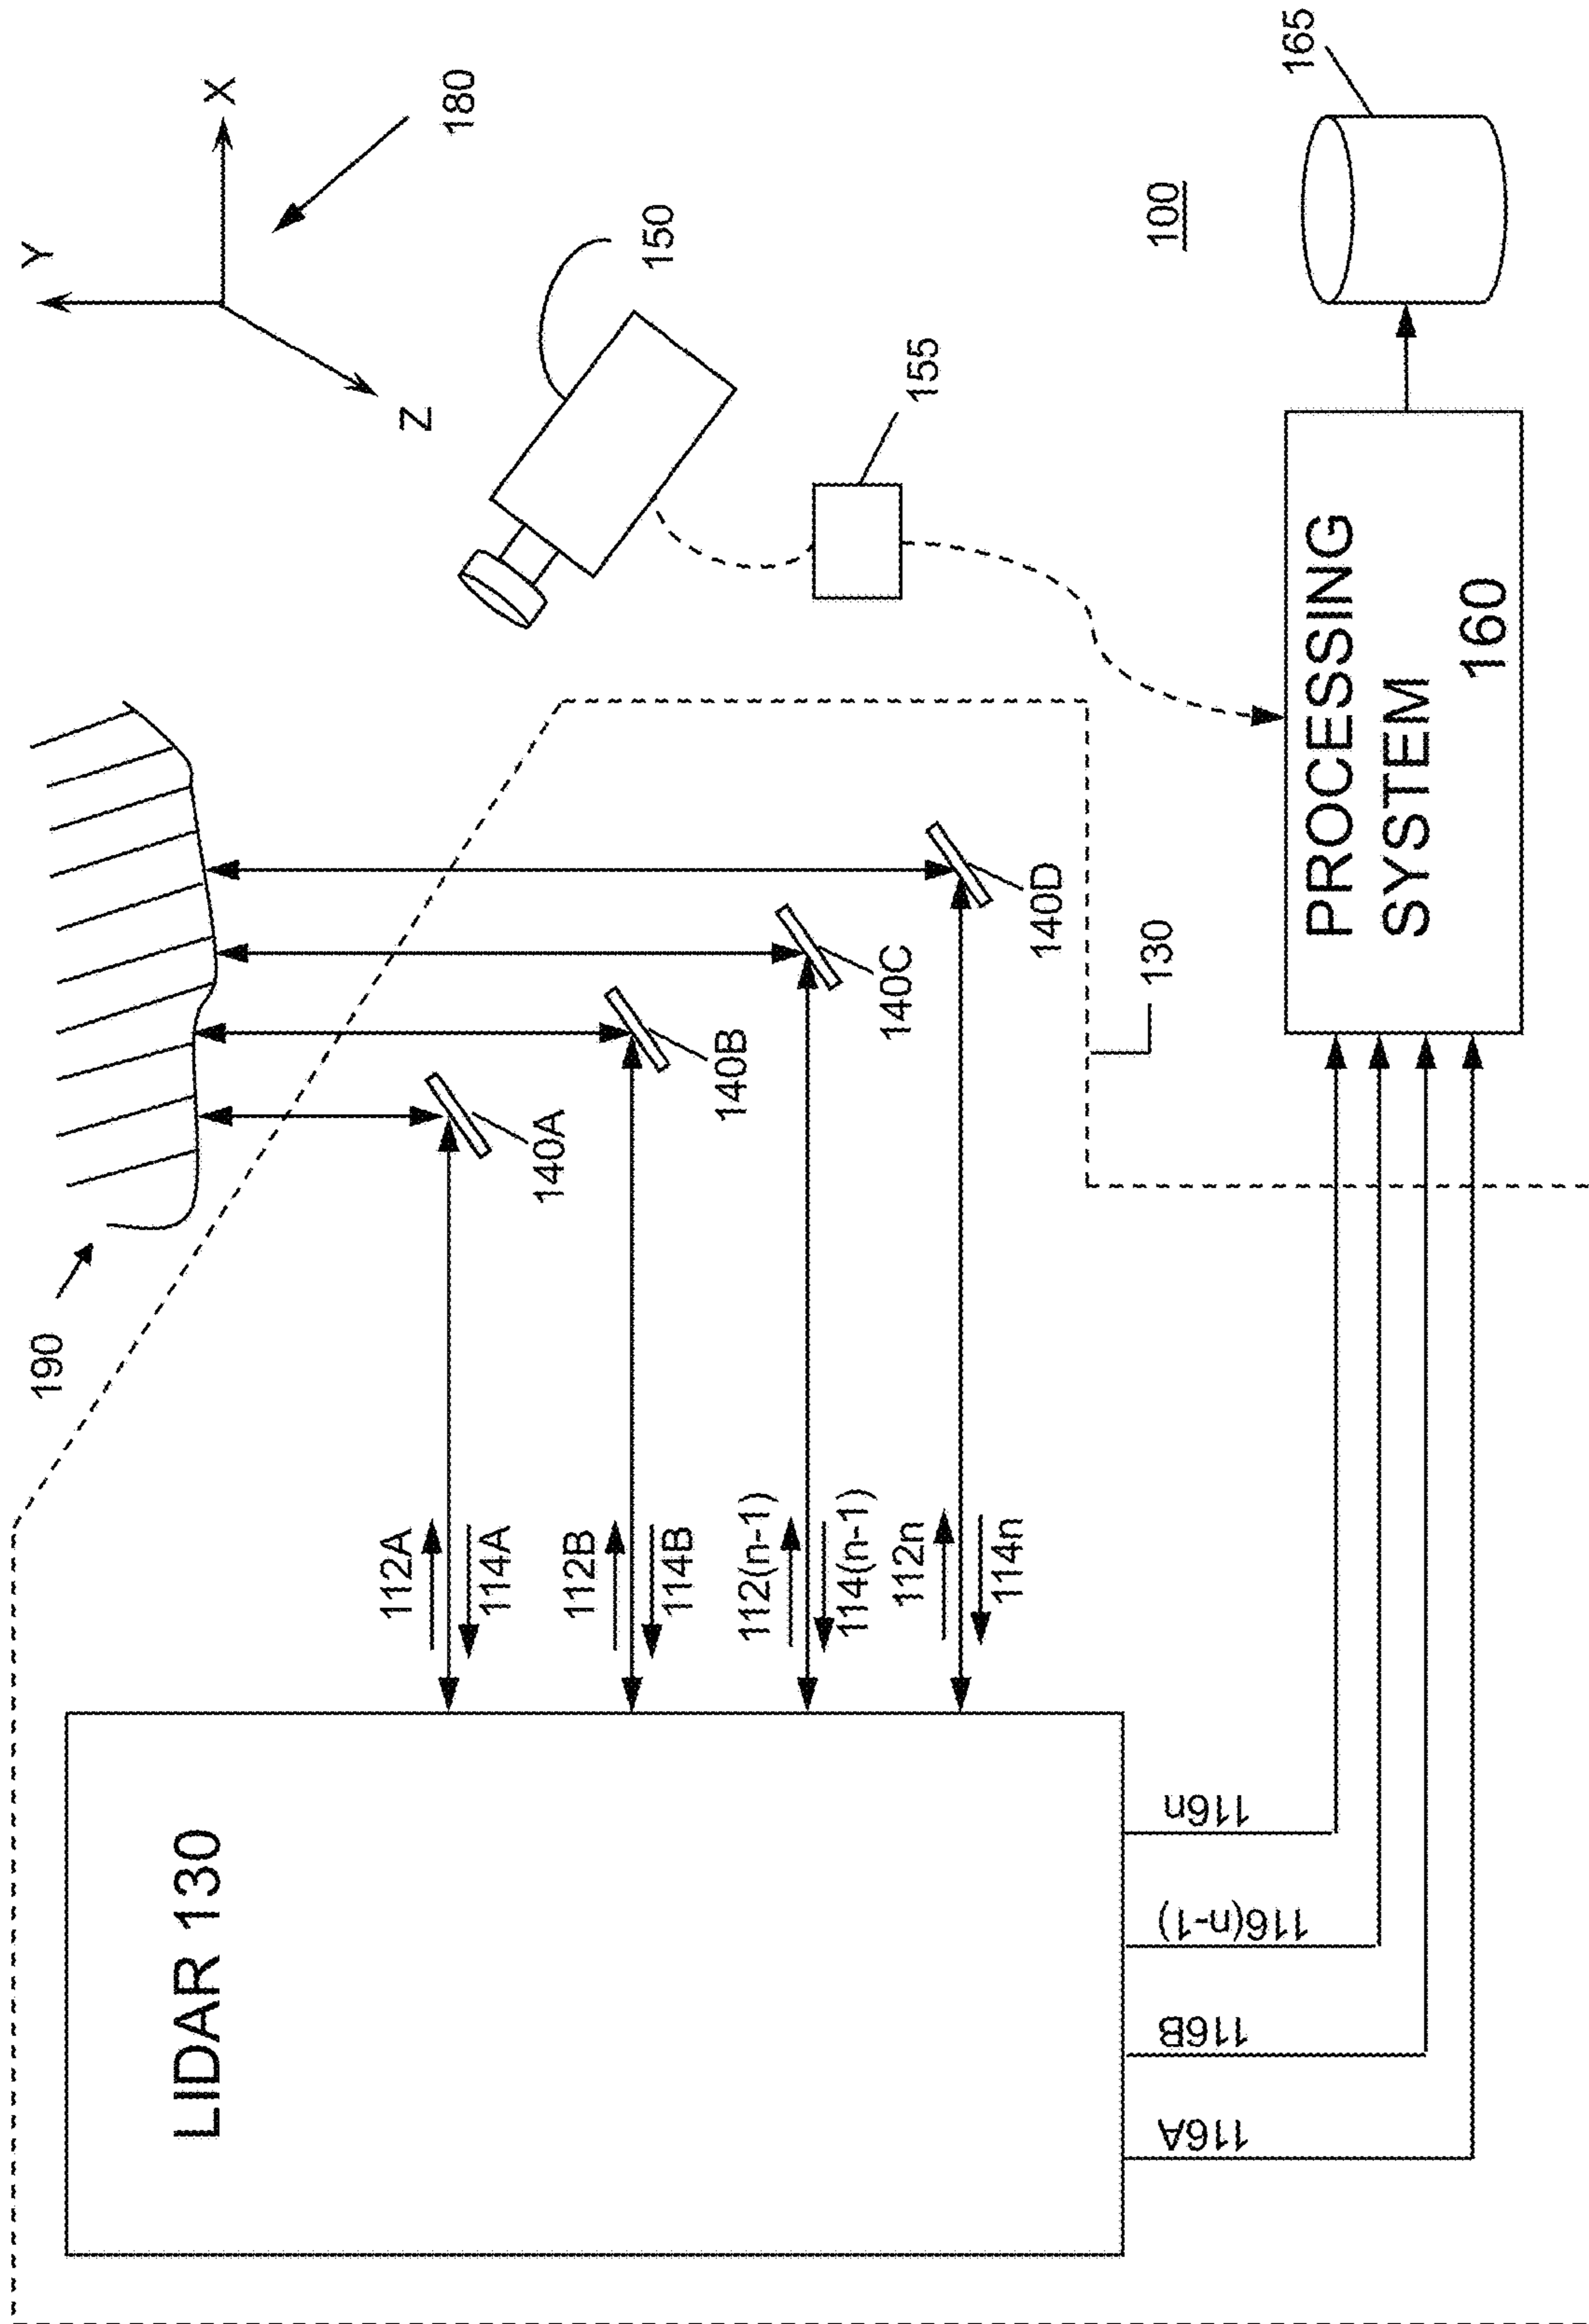 LIDAR 130
190
112A
114A
112B
114B
112(n-1)
114(n-1)
112n
114n
116A
116B
116(n-1)
116n
140A
140B
140C
140D
130
Y
X
Z
180
150
155
100
165
PROCESSING
SYSTEM
160